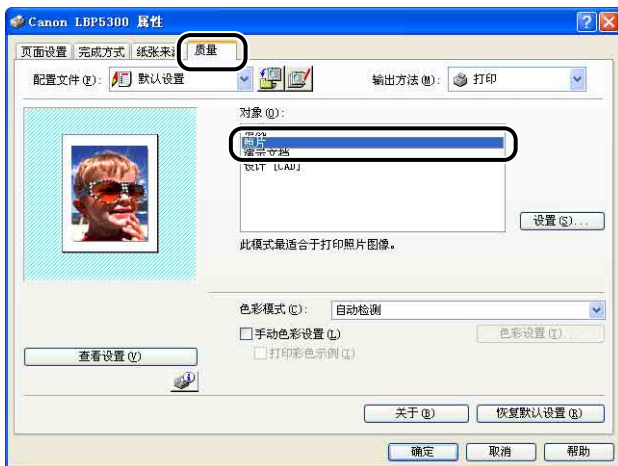 Canon LBP5300 属性
页面设置 完成方式 纸张来 质量
配置文件(F): 默认设置 输出方法(M): 打印
对象(O):
照片
演示文档
设计 [CAD]
设置(S)...
此模式最适合于打印照片图像。
色彩模式(C): 自动检测
手动色彩设置(L) 色彩设置(T)...
打印彩色示例(I)
查看设置(V)
关于(B) 恢复默认设置(R)
确定 取消 帮助